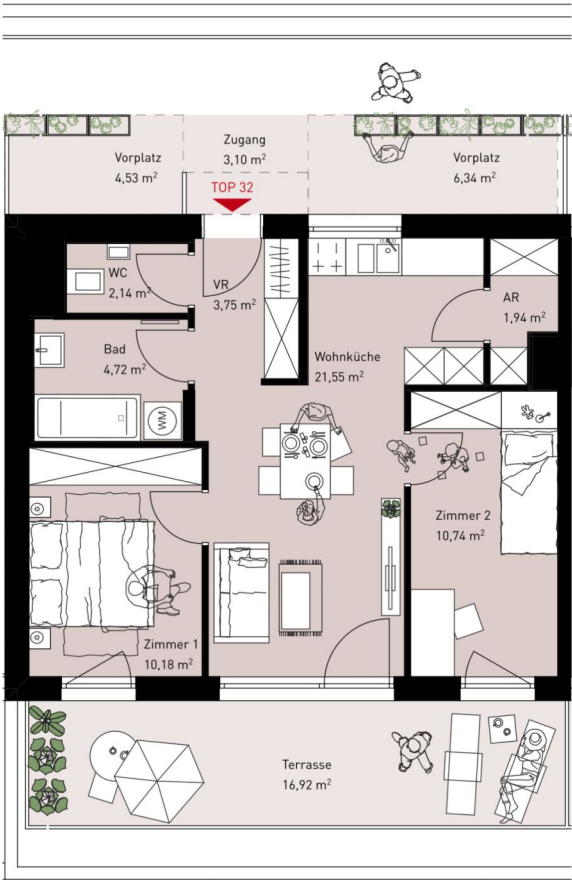 Zugang
3,10 m²
Vorplatz
4,53 m²
Vorplatz
6,34 m²
TOP 32
WC
2,14 m²
VR
3,75 m²
AR
1,94 m²
Bad
4,72 m²
Wohnküche
21,55 m²
WM
Zimmer 2
10,74 m²
Zimmer 1
10,18 m²
Terrasse
16,92 m²